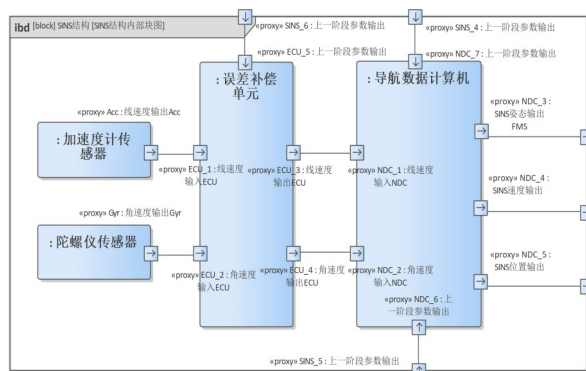 ibd [block] SINS结构 [SINS结构内部块图]
«proxy» SINS_6 : 上一阶段参数输出
«proxy» SINS_4 :
上一阶段参数输出
«proxy» ECU_5 : 上一阶段参数输出
«proxy» NDC_7 : 上一阶段参数输出
: 误差补偿
单元
: 导航数据计算机
«proxy» NDC_3 :
SINS姿态输出
FMS
«proxy» Acc : 线速度输出Acc
: 加速度计传
感器
«proxy» ECU_1 : 线速度
输入ECU
«proxy» ECU_3 : 线速度
输出ECU
«proxy» NDC_1 : 线速度
输入NDC
«proxy» NDC_4 :
SINS速度输出
«proxy» Gyr : 角速度输出Gyr
: 陀螺仪传感器
«proxy» ECU_2 : 角速度
输入ECU
«proxy» ECU_4 : 角速度
输出ECU
«proxy» NDC_2 : 角速度
输入NDC
«proxy» NDC_5 :
SINS位置输出
«proxy» NDC_6 : 上
一阶段参数输出
«proxy» SINS_5 : 上一阶段参数输出